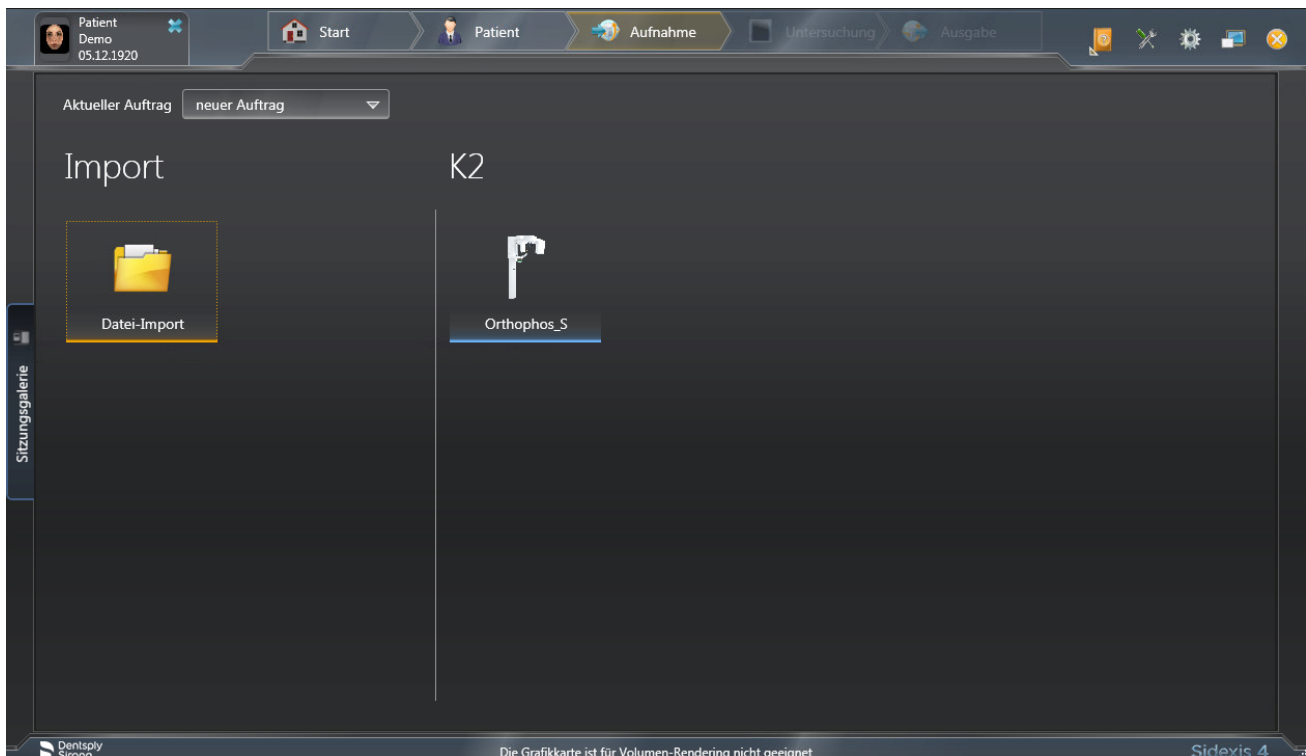 Patient
Demo
05.12.1920
Start
Patient
Aufnahme
Untersuchung
Ausgabe
Aktueller Auftrag
neuer Auftrag
Import
K2
Datei-Import
Orthophos_S
Sitzungsgalerie
Dentsply
Sirona
Die Grafikkarte ist für Volumen-Rendering nicht geeignet
Sidexis 4